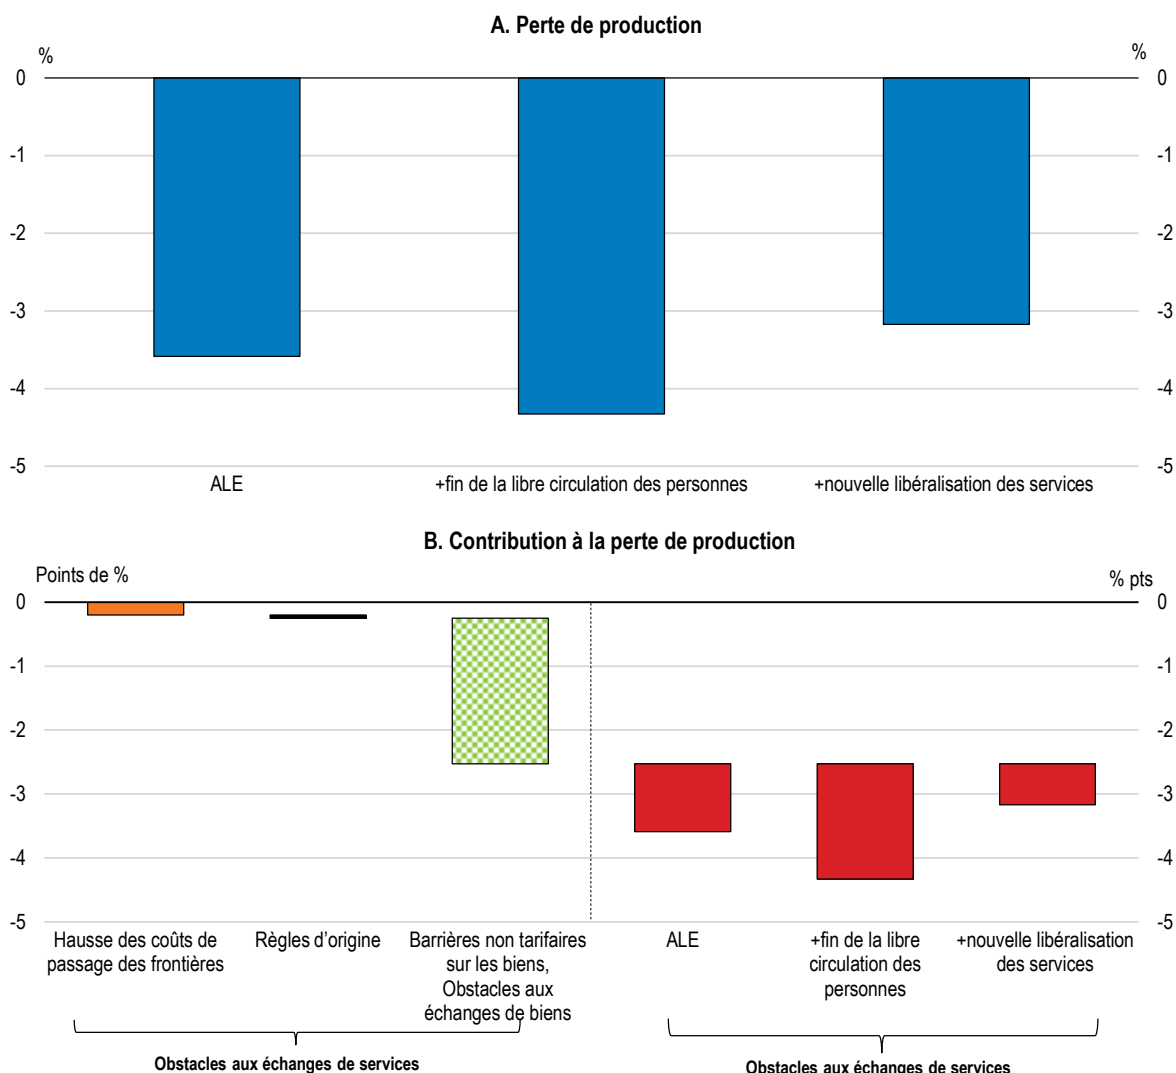 A. Perte de production
% %
0 0
-1 -1
-2 -2
-3 -3
-4 -4
-5 -5
ALE +fin de la libre circulation des personnes +nouvelle libéralisation des services
B. Contribution à la perte de production
Points de % % pts
0 0
-1 -1
-2 -2
-3 -3
-4 -4
-5 -5
Hausse des coûts de
passage des frontières
Règles d'origine
Barrières non tarifaires
sur les biens,
Obstacles aux
échanges de biens
ALE
+fin de la libre
circulation des
personnes
+nouvelle libéralisation
des services
Obstacles aux échanges de services
Obstacles aux échanges de services